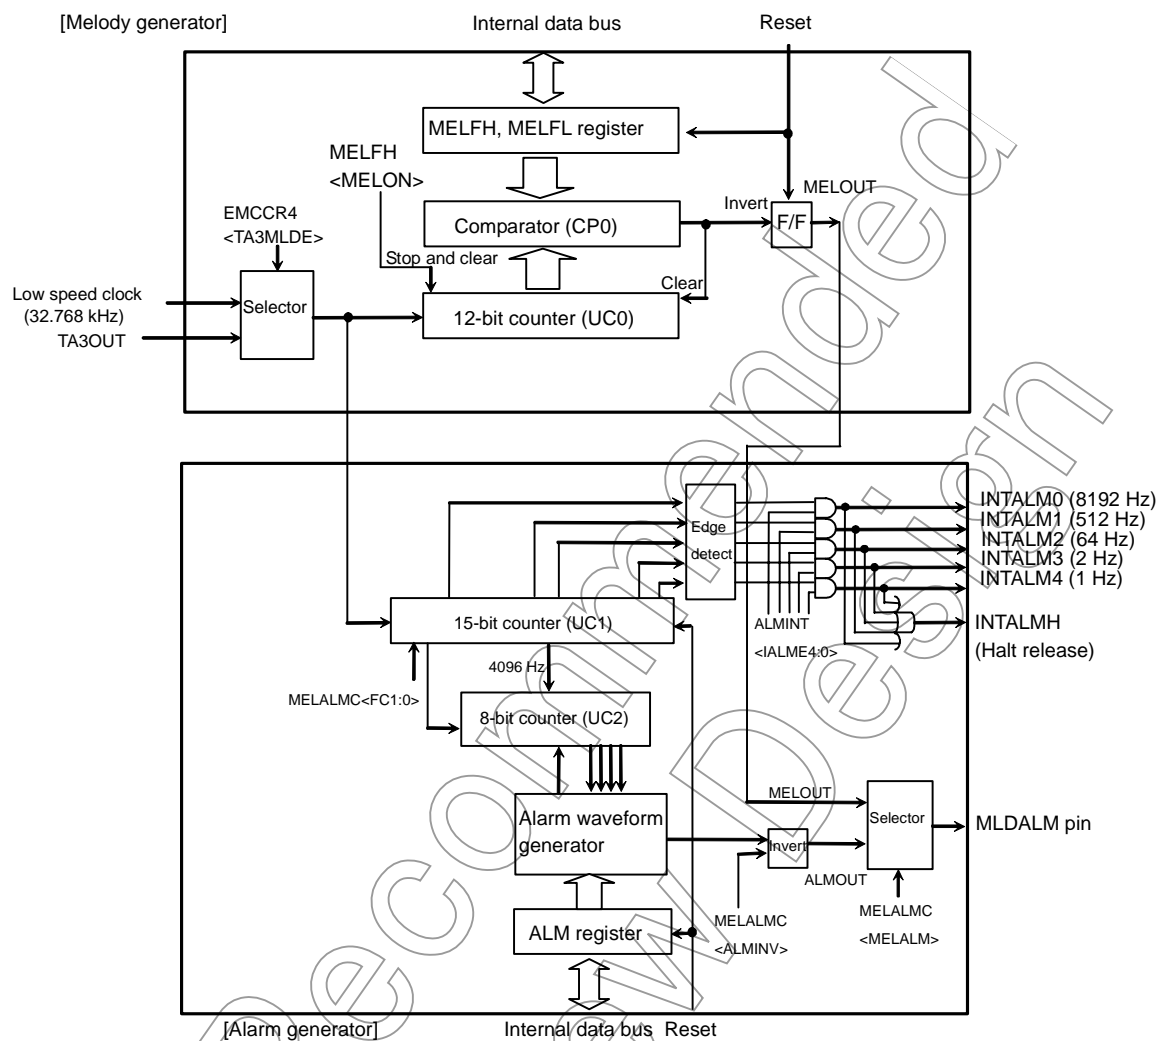 [Melody generator]
Internal data bus
Reset
MELFH, MELFL register
MELFH
<MELON>
MELOUT
Invert
F/F
EMCCR4
<TA3MLDE>
Comparator (CP0)
Stop and clear
Clear
Low speed clock
(32.768 kHz)
Selector
12-bit counter (UC0)
TA3OUT
Edge
detect
INTALM0 (8192 Hz)
INTALM1 (512 Hz)
INTALM2 (64 Hz)
INTALM3 (2 Hz)
INTALM4 (1 Hz)
15-bit counter (UC1)
ALMINT
<IALME4:0>
INTALMH
(Halt release)
4096 Hz
MELALMC<FC1:0>
8-bit counter (UC2)
MELOUT
Alarm waveform
generator
Selector
MLDALM pin
Invert
ALMOUT
MELALMC
<ALMINV>
MELALMC
<MELALM>
ALM register
[Alarm generator]
Internal data bus
Reset
Recommended
New Design